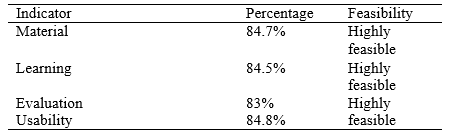 Indicator Percentage Feasibility
Material 84.7% Highly
feasible
Learning 84.5% Highly
feasible
Evaluation 83% Highly
Usability 84.8% feasible